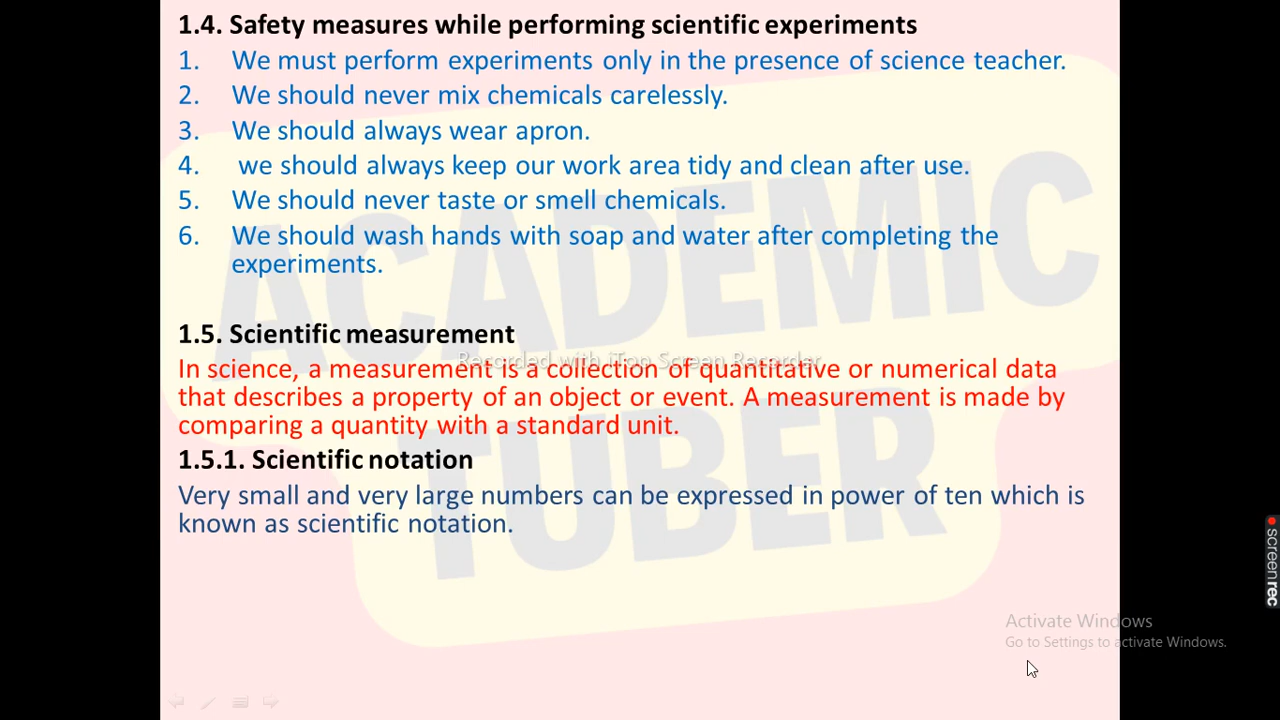 1.4. Safety measures while performing scientific experiments
1. We must perform experiments only in the presence of science teacher.
2. We should never mix chemicals carelessly.
3. We should always wear apron.
4. we should always keep our work area tidy and clean after use.
5. We should never taste or smell chemicals.
6. We should wash hands with soap and water after completing the
experiments.
1.5. Scientific measurement
Recorded with iTop Screen Recorder
In science, a measurement is a collection of quantitative or numerical data
that describes a property of an object or event. A measurement is made by
comparing a quantity with a standard unit.
1.5.1. Scientific notation
Very small and very large numbers can be expressed in power of ten which is
known as scientific notation.
ACADEMIC
TUBER
Activate Windows
Go to Settings to activate Windows.
screenrec